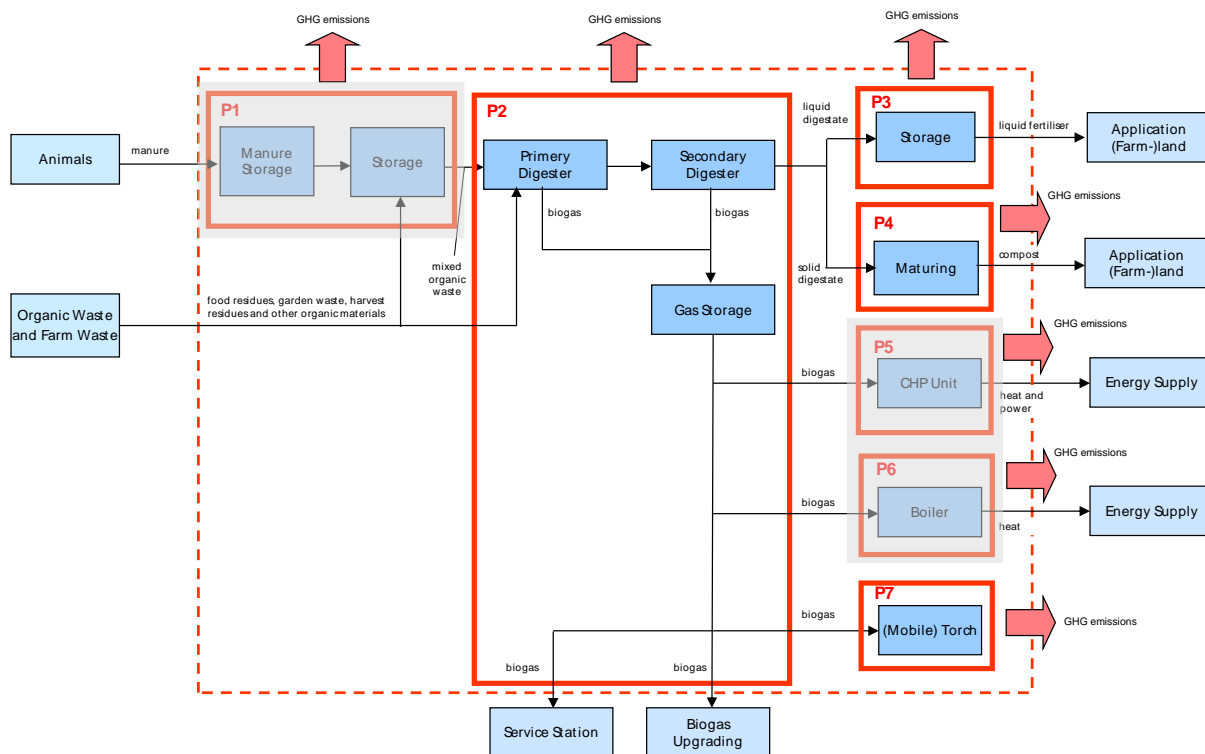 GHG emissions
GHG emissions
GHG emissions
P1
P2
P3
liquid
digestate
Storage
liquid fertiliser
Application
(Farm-)land
Animals
manure
Manure
Storage
Storage
Primery
Digester
Secondary
Digester
biogas
biogas
GHG emissions
P4
mixed
organic
waste
solid
digestate
Maturing
compost
Application
(Farm-)land
Organic Waste
and Farm Waste
food residues, garden waste, harvest
residues and other organic materials
Gas Storage
GHG emissions
P5
biogas
CHP Unit
heat and
power
Energy Supply
GHG emissions
P6
biogas
Boiler
heat
Energy Supply
P7
biogas
(Mobile) Torch
GHG emissions
biogas
biogas
Service Station
Biogas
Upgrading